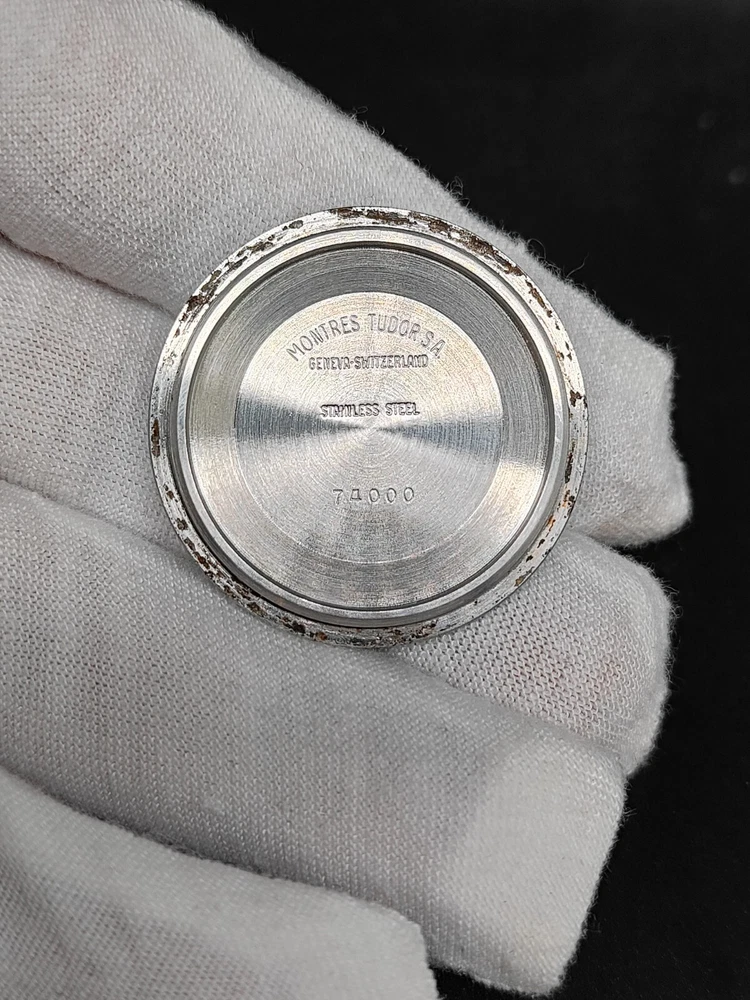 MONTRES TUDOR S.A.
GENEVA-SWITZERLAND
STAINLESS STEEL
74000